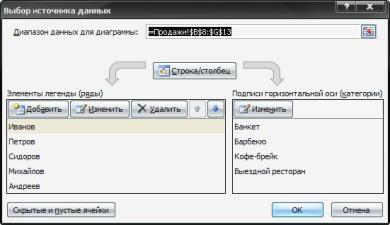 Выбор источника данных
Диапазон данных для диаграммы: =Продажи!$B$8:$G$13
Строка/столбец
Элементы легенды (ряды)
Добавить Изменить Удалить
Иванов
Петров
Сидоров
Михайлов
Андреев
Подписи горизонтальной оси (категории)
Изменить
Банкет
Барбекю
Кофе-брейк
Выездной ресторан
Скрытые и пустые ячейки
ОК Отмена